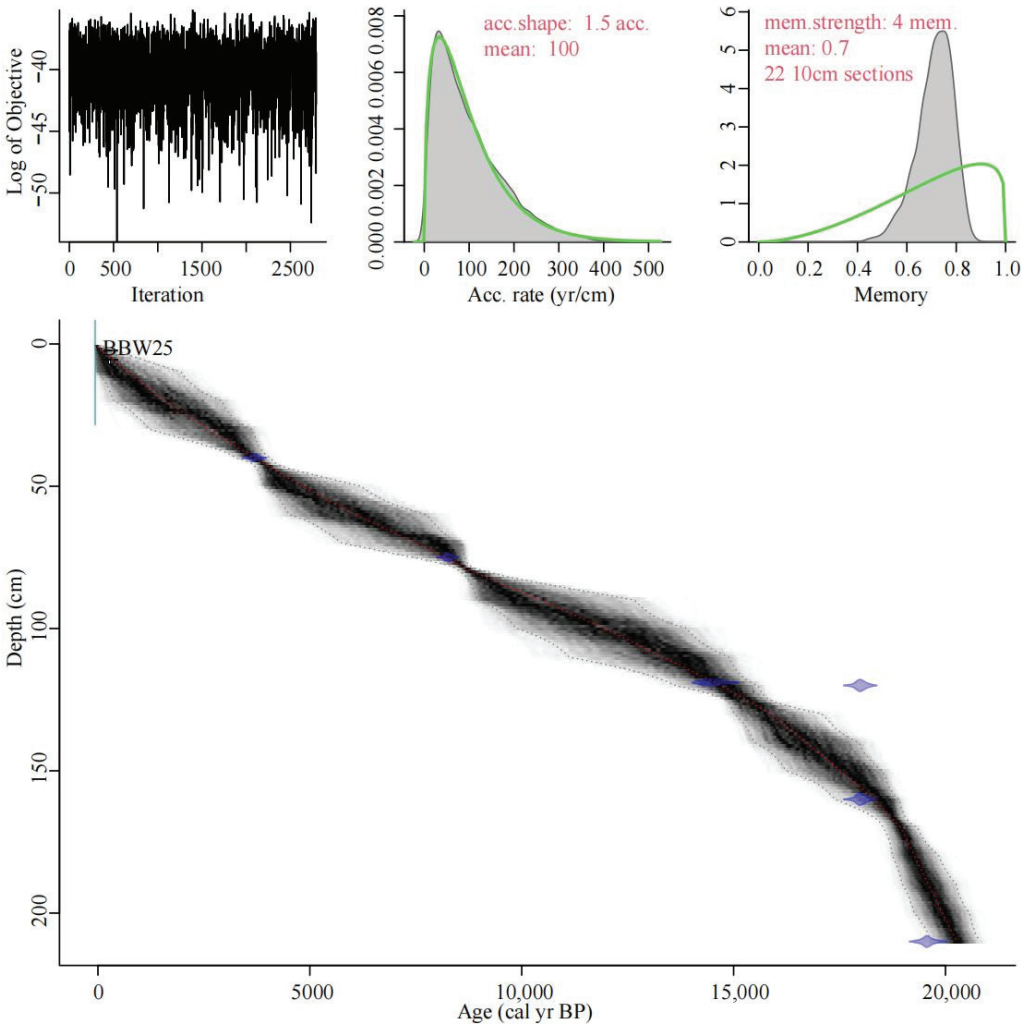 −40
−45
−50
Log of Objective
0
500
1500
2500
Iteration
acc.shape: 1.5 acc.
mean: 100
0.000 0.002 0.004 0.006 0.008
0
100
200
300
400
500
Acc. rate (yr/cm)
mem.strength: 4 mem.
mean: 0.7
22 10cm sections
0
1
2
3
4
5
6
0.0
0.2
0.4
0.6
0.8
1.0
Memory
BBW25
0
50
100
150
200
Depth (cm)
0
5000
10,000
15,000
20,000
Age (cal yr BP)